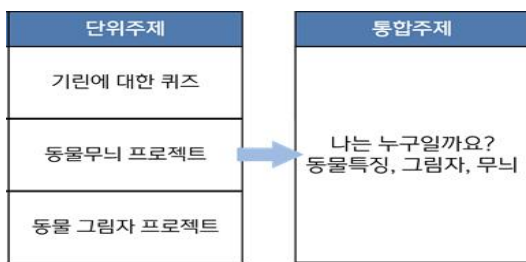 단위주제
기린에 대한 퀴즈
동물무늬 프로젝트
동물 그림자 프로젝트
통합주제
나는 누구일까요?
동물특징, 그림자, 무늬